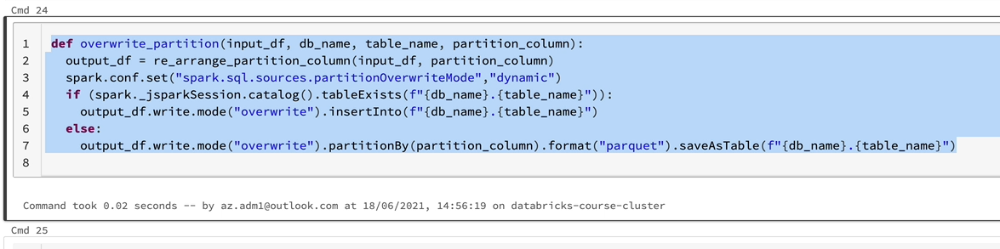 Cmd 24
1 def overwrite_partition(input_df, db_name, table_name, partition_column):
2   output_df = re_arrange_partition_column(input_df, partition_column)
3   spark.conf.set("spark.sql.sources.partitionOverwriteMode","dynamic")
4   if (spark._jsparkSession.catalog().tableExists(f"{db_name}.{table_name}")):
5     output_df.write.mode("overwrite").insertInto(f"{db_name}.{table_name}")
6   else:
7     output_df.write.mode("overwrite").partitionBy(partition_column).format("parquet").saveAsTable(f"{db_name}.{table_name}")
8
Command took 0.02 seconds -- by az.adm1@outlook.com at 18/06/2021, 14:56:19 on databricks-course-cluster
Cmd 25